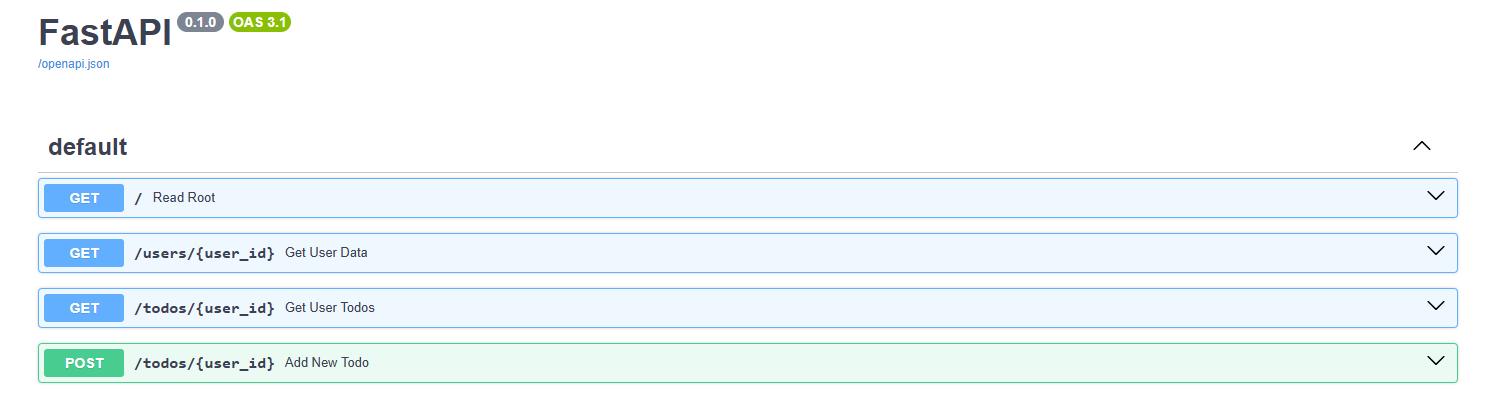 FastAPI 0.1.0 OAS 3.1
/openapi.json
default
GET / Read Root
GET /users/{user_id} Get User Data
GET /todos/{user_id} Get User Todos
POST /todos/{user_id} Add New Todo